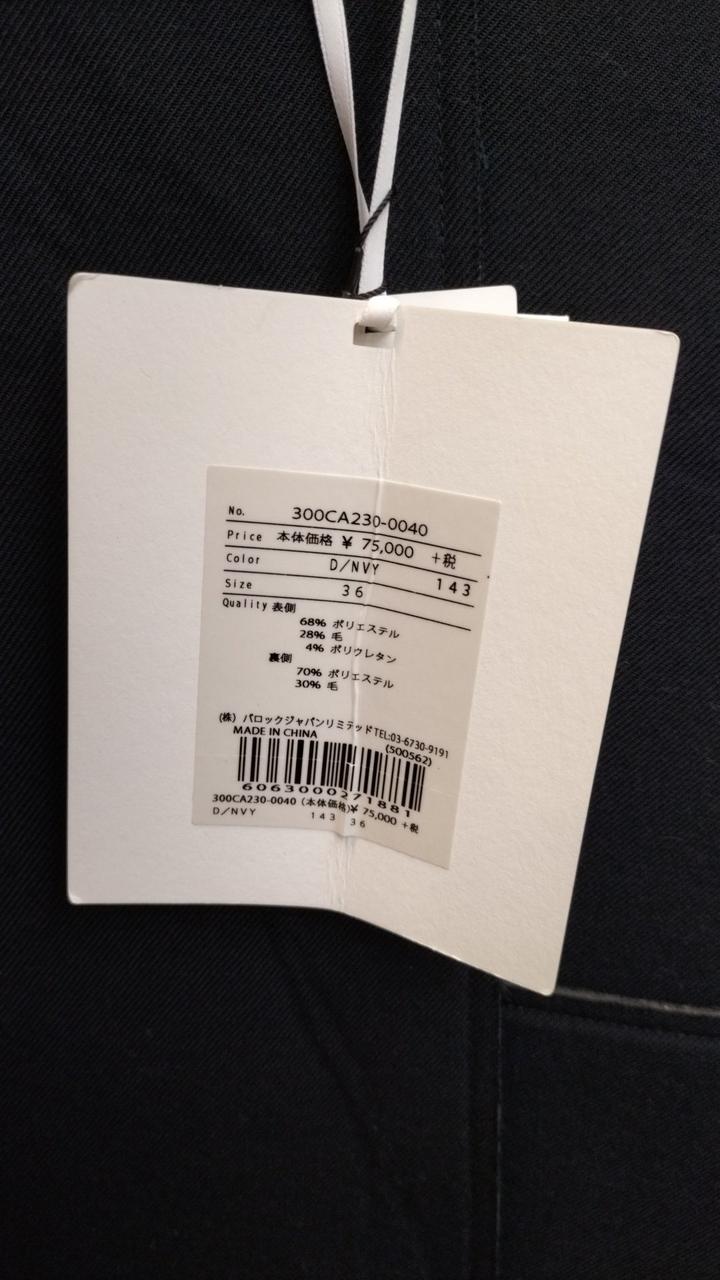 No. 300CA230-0040
Price 本体価格 ¥ 75,000 +税
Color D/NVY 143
Size 36
Quality 表側
68% ポリエステル
28% 毛
4% ポリウレタン
裏側
70% ポリエステル
30% 毛
(株) バロックジャパンリミテッド TEL:03-6730-9191
MADE IN CHINA (500562)
6063000271881
300CA230-0040 (本体価格)¥ 75,000 +税
D/NVY 143 36